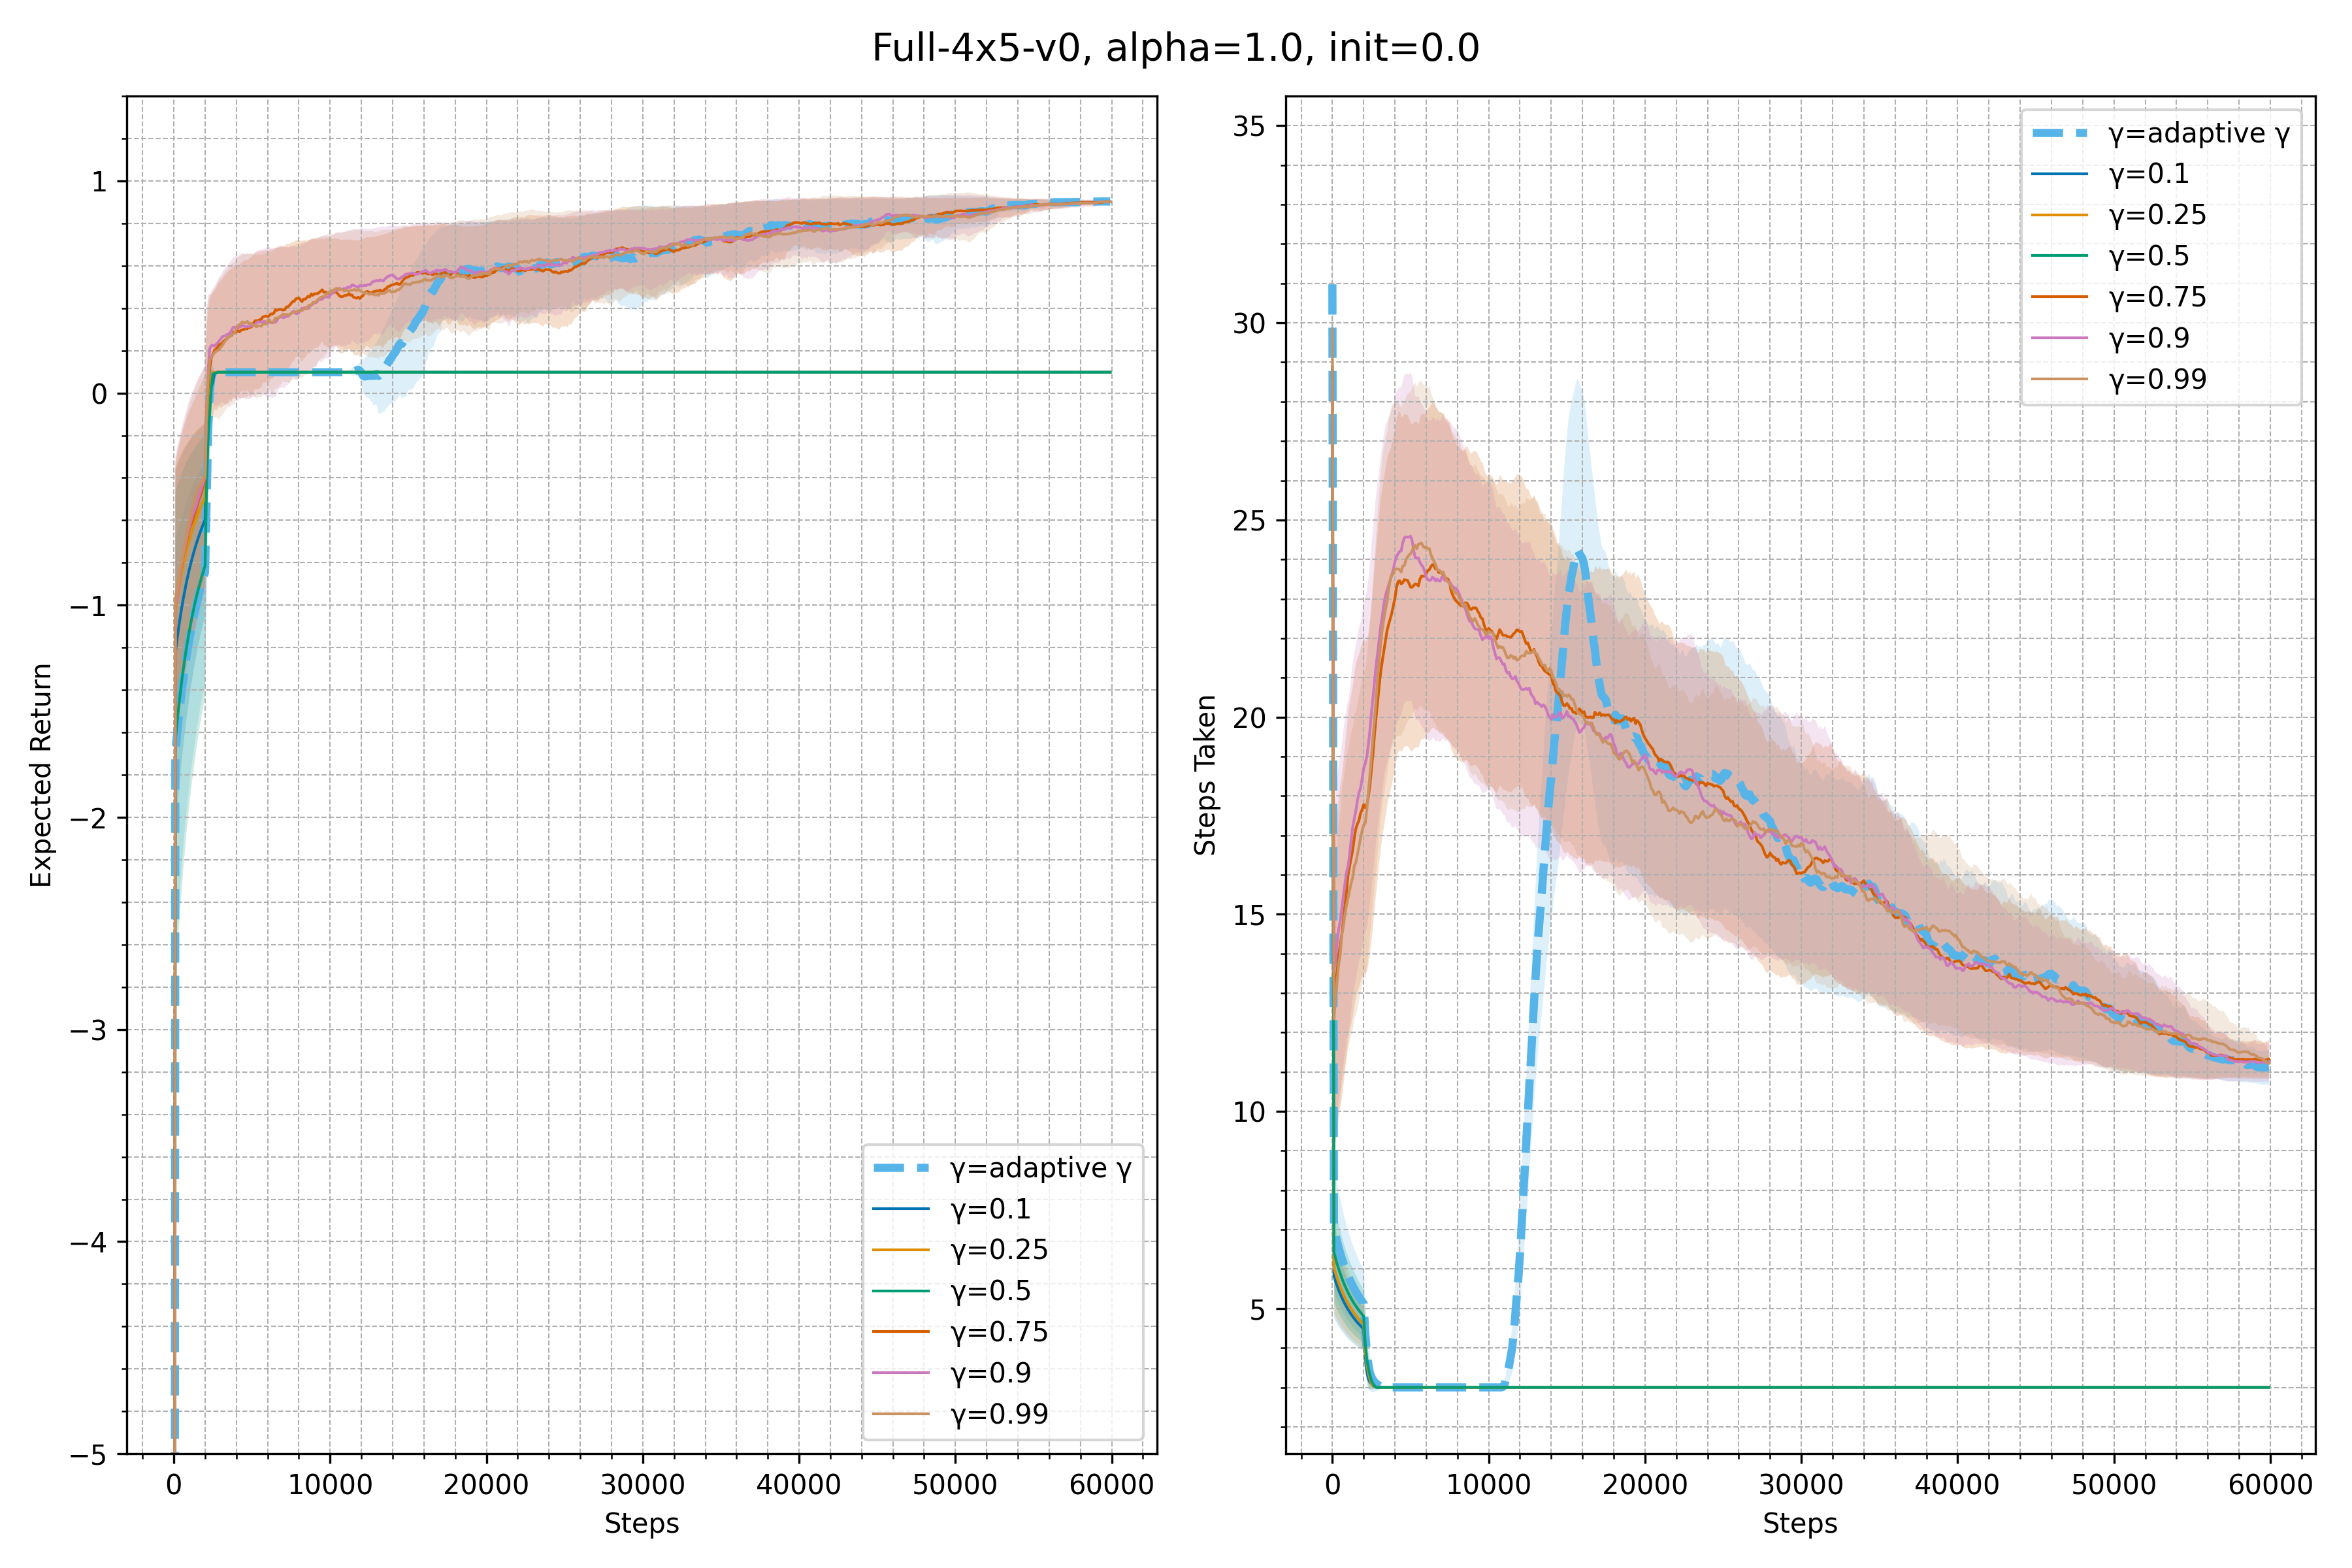 Full-4x5-v0, alpha=1.0, init=0.0
Expected Return
1
0
−1
−2
−3
−4
−5
0
10000
20000
30000
40000
50000
60000
Steps
γ=adaptive γ
γ=0.1
γ=0.25
γ=0.5
γ=0.75
γ=0.9
γ=0.99
Steps Taken
35
30
25
20
15
10
5
0
10000
20000
30000
40000
50000
60000
Steps
γ=adaptive γ
γ=0.1
γ=0.25
γ=0.5
γ=0.75
γ=0.9
γ=0.99